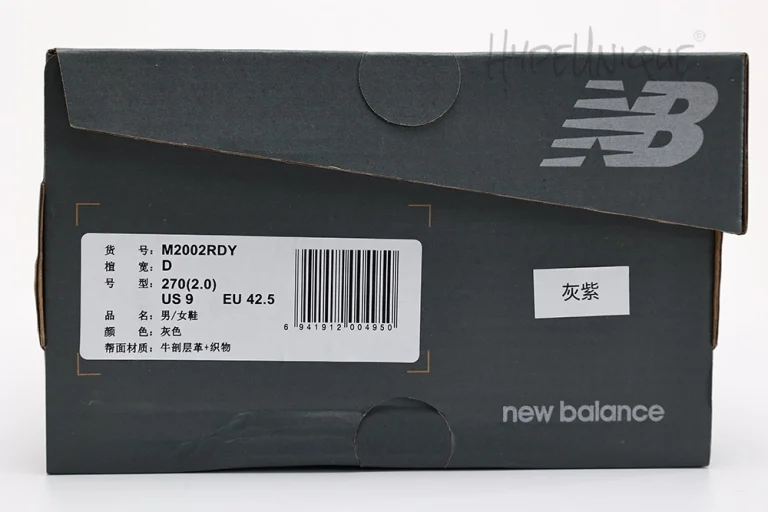 HYPEUNIQUE®
NB
货 号: M2002RDY
楦 宽: D
号 型: 270(2.0)
US 9 EU 42.5
品 名: 男/女鞋
颜 色: 灰色
帮面材质: 牛剖层革+织物
6 941912 004950
灰紫
new balance